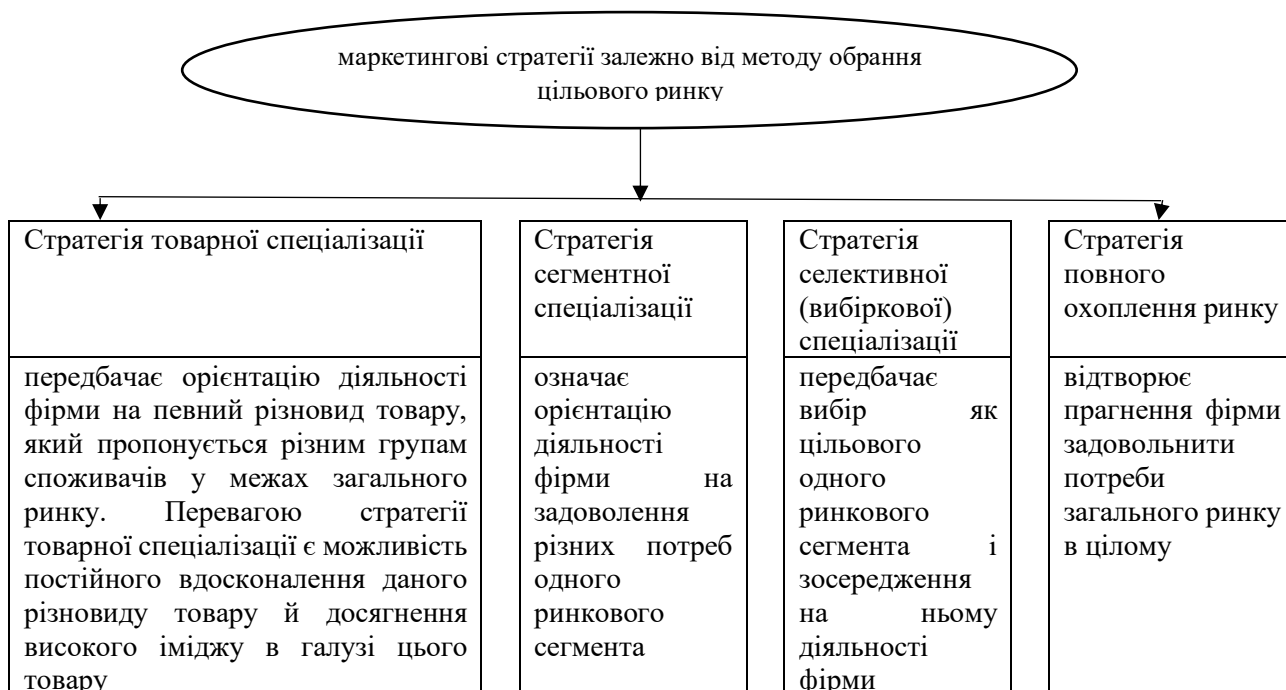 маркетингові стратегії залежно від методу обрання
цільового ринку
Стратегія товарної спеціалізації
передбачає орієнтацію діяльності
фірми на певний різновид товару,
який пропонується різним групам
споживачів у межах загального
ринку. Перевагою стратегії
товарної спеціалізації є можливість
постійного вдосконалення даного
різновиду товару й досягнення
високого іміджу в галузі цього
товару
Стратегія
сегментної
спеціалізації
означає
орієнтацію
діяльності
фірми на
задоволення
різних потреб
одного
ринкового
сегмента
Стратегія
селективної
(вибіркової)
спеціалізації
передбачає
вибір як
цільового
одного
ринкового
сегмента і
зосередження
на ньому
діяльності
фірми
Стратегія
повного
охоплення ринку
відтворює
прагнення фірми
задовольнити
потреби
загального ринку
в цілому